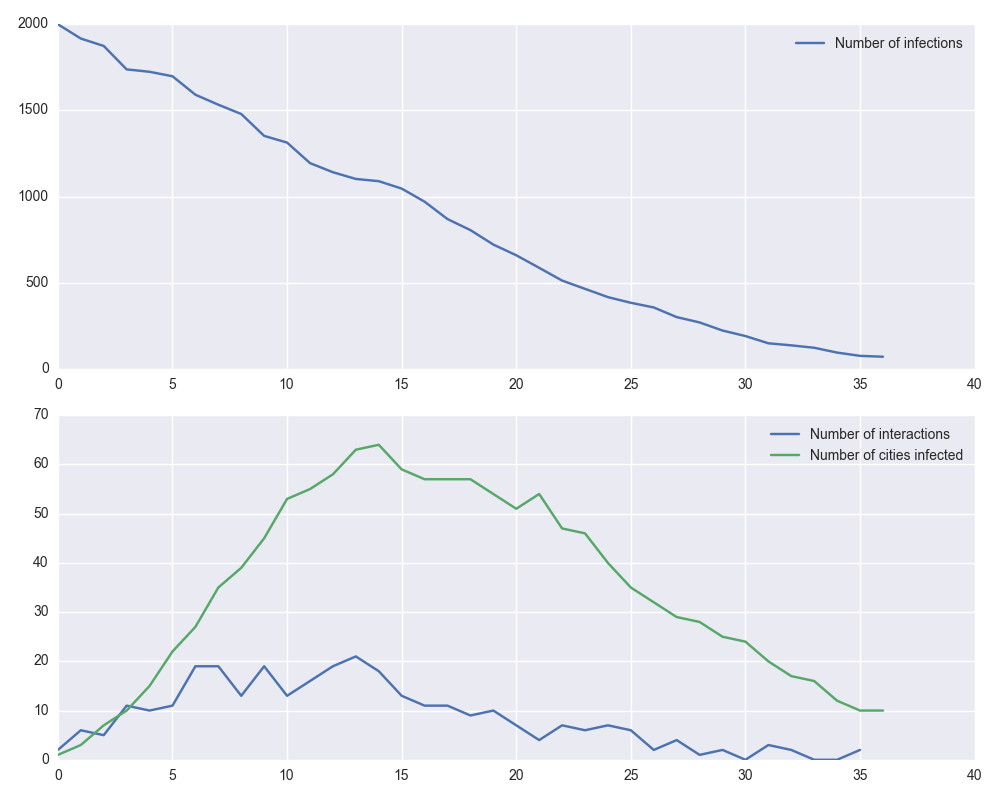 2000
Number of infections
1500
1000
500
0
0 5 10 15 20 25 30 35 40
70
Number of interactions
Number of cities infected
60
50
40
30
20
10
0
0 5 10 15 20 25 30 35 40